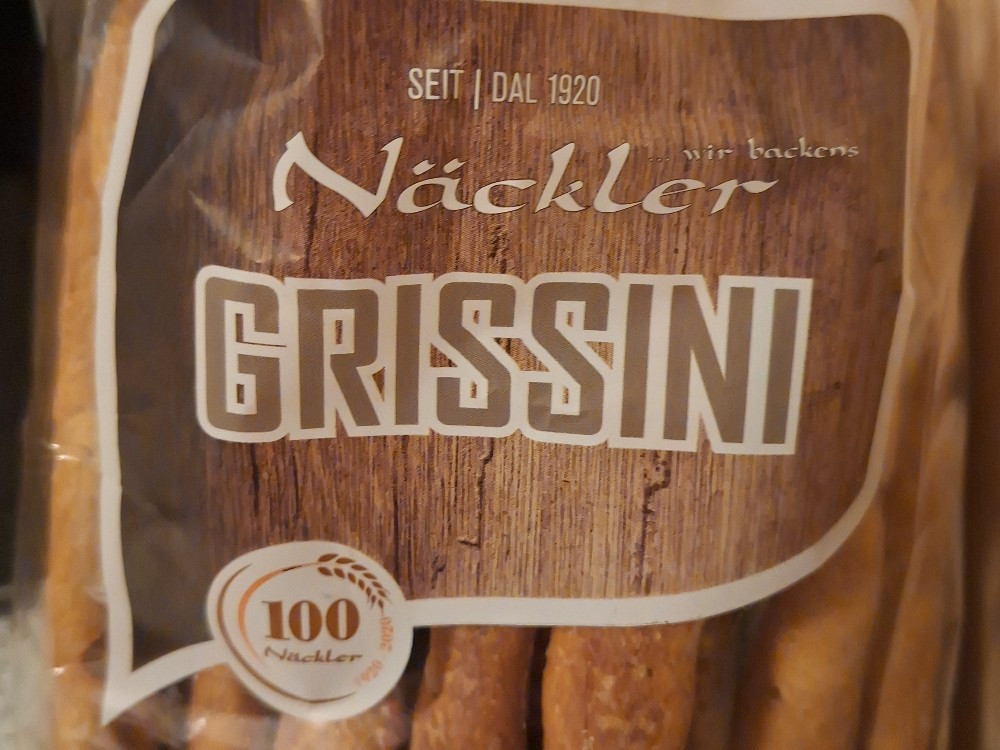 SEIT | DAL 1920
Näckler ... wir backens
GRISSINI
100
Näckler
1920 2020